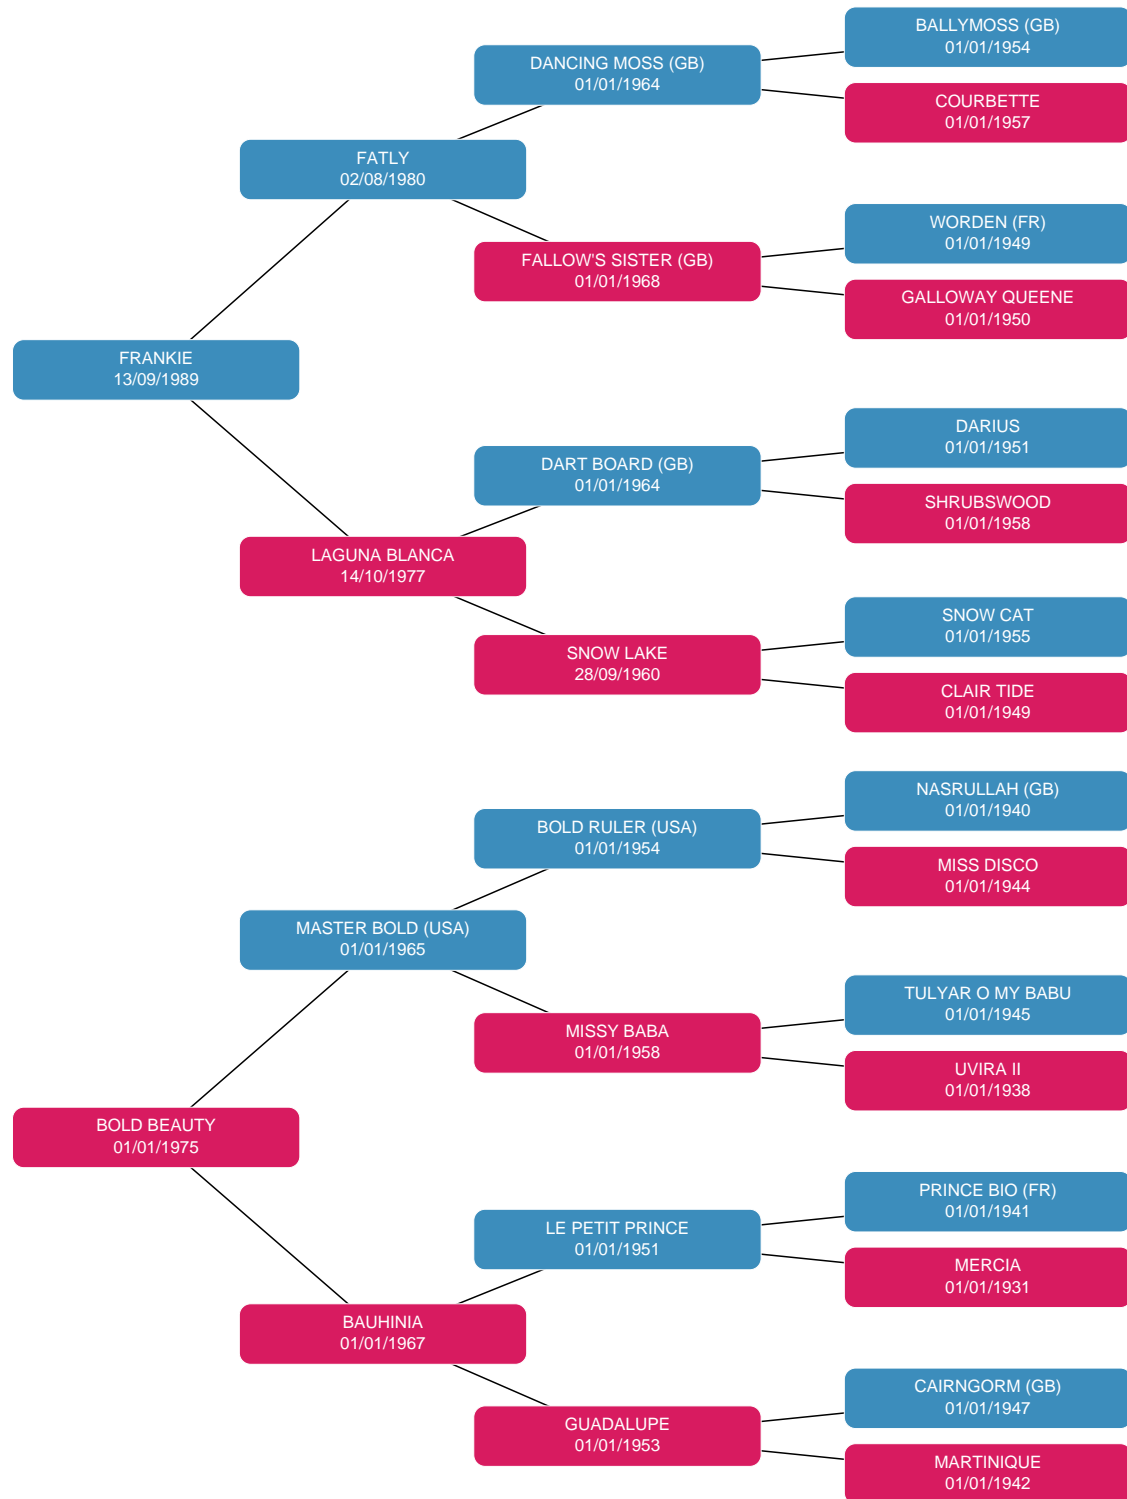 BALLYMOSS (GB)
01/01/1954
DANCING MOSS (GB)
01/01/1964
COURBETTE
01/01/1957
FATLY
02/08/1980
WORDEN (FR)
01/01/1949
FALLOW'S SISTER (GB)
01/01/1968
GALLOWAY QUEENE
01/01/1950
FRANKIE
13/09/1989
DARIUS
01/01/1951
DART BOARD (GB)
01/01/1964
SHRUBSWOOD
01/01/1958
LAGUNA BLANCA
14/10/1977
SNOW CAT
01/01/1955
SNOW LAKE
28/09/1960
CLAIR TIDE
01/01/1949
NASRULLAH (GB)
01/01/1940
BOLD RULER (USA)
01/01/1954
MISS DISCO
01/01/1944
MASTER BOLD (USA)
01/01/1965
TULYAR O MY BABU
01/01/1945
MISSY BABA
01/01/1958
UVIRA II
01/01/1938
BOLD BEAUTY
01/01/1975
PRINCE BIO (FR)
01/01/1941
LE PETIT PRINCE
01/01/1951
MERCIA
01/01/1931
BAUHINIA
01/01/1967
CAIRNGORM (GB)
01/01/1947
GUADALUPE
01/01/1953
MARTINIQUE
01/01/1942